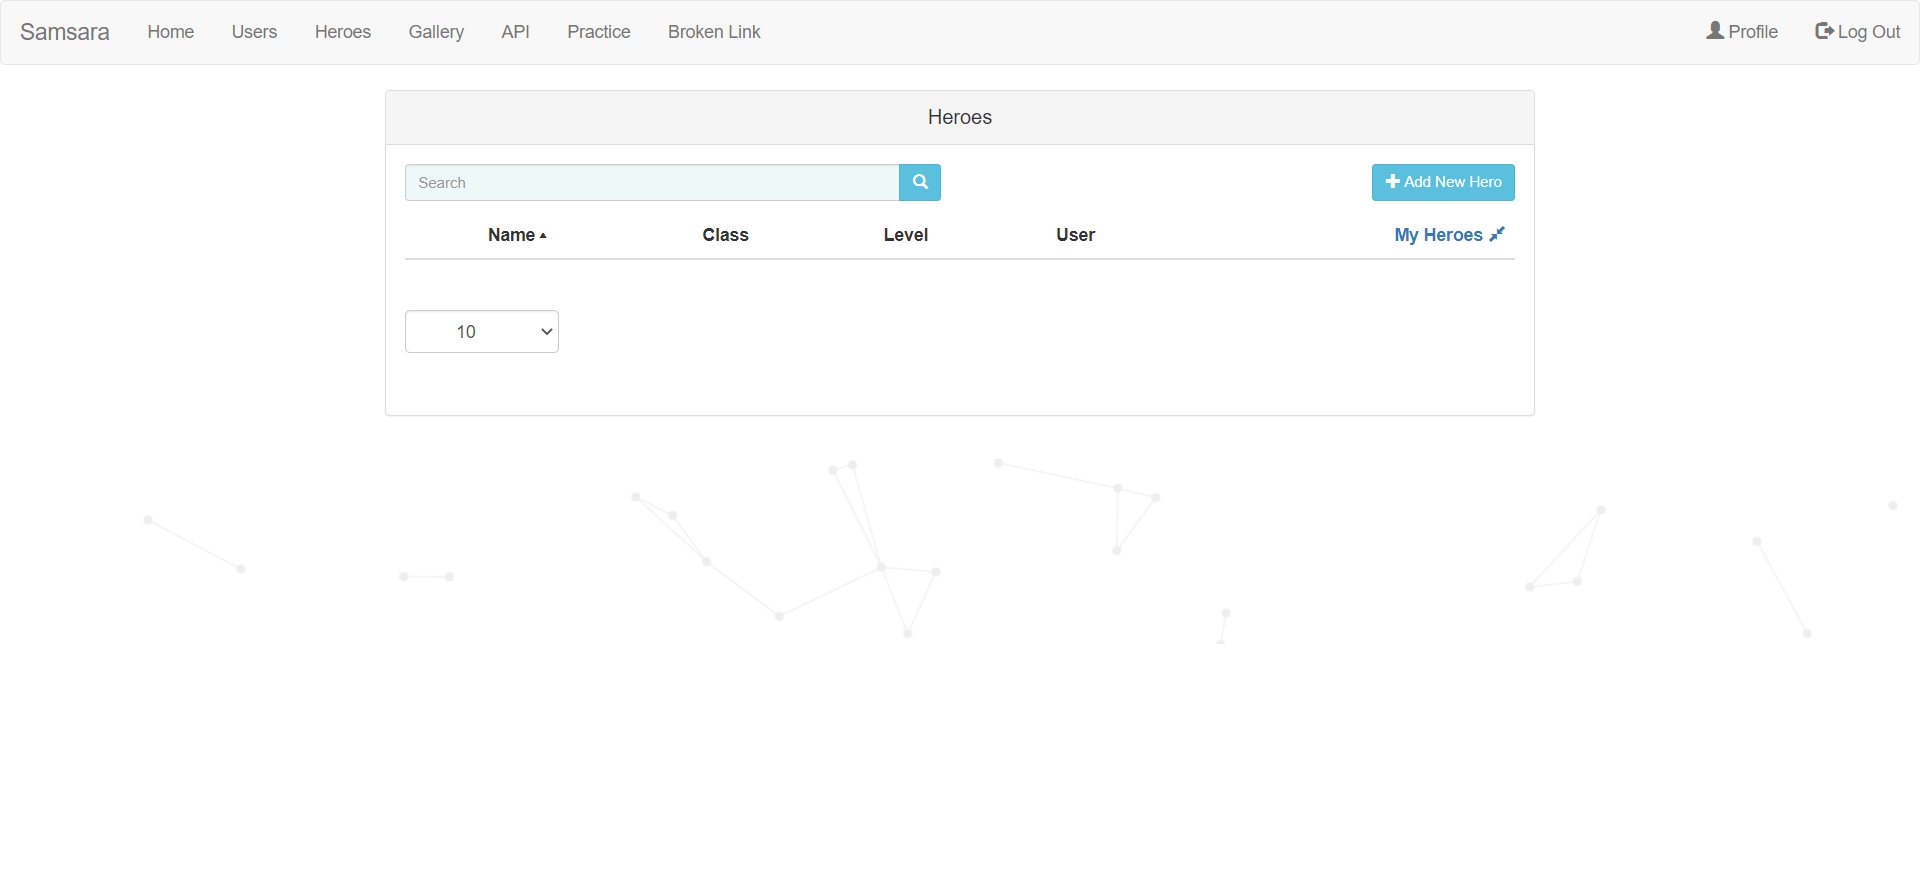 Samsara Home Users Heroes Gallery API Practice Broken Link Profile Log Out
Heroes
Search Add New Hero
Name Class Level User My Heroes
10